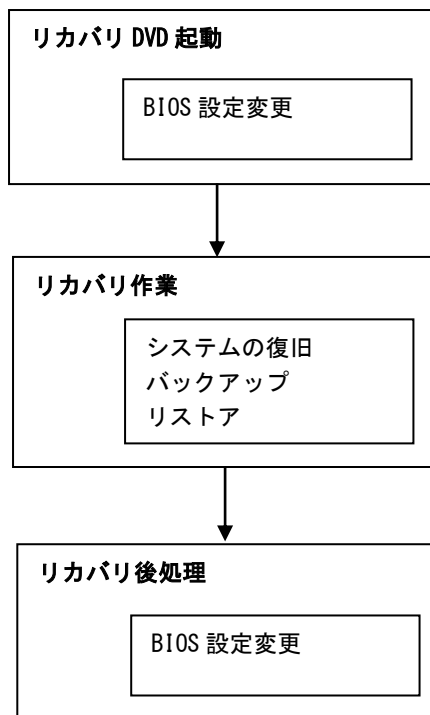 リカバリ DVD 起動
BIOS 設定変更
リカバリ作業
システムの復旧
バックアップ
リストア
リカバリ後処理
BIOS 設定変更